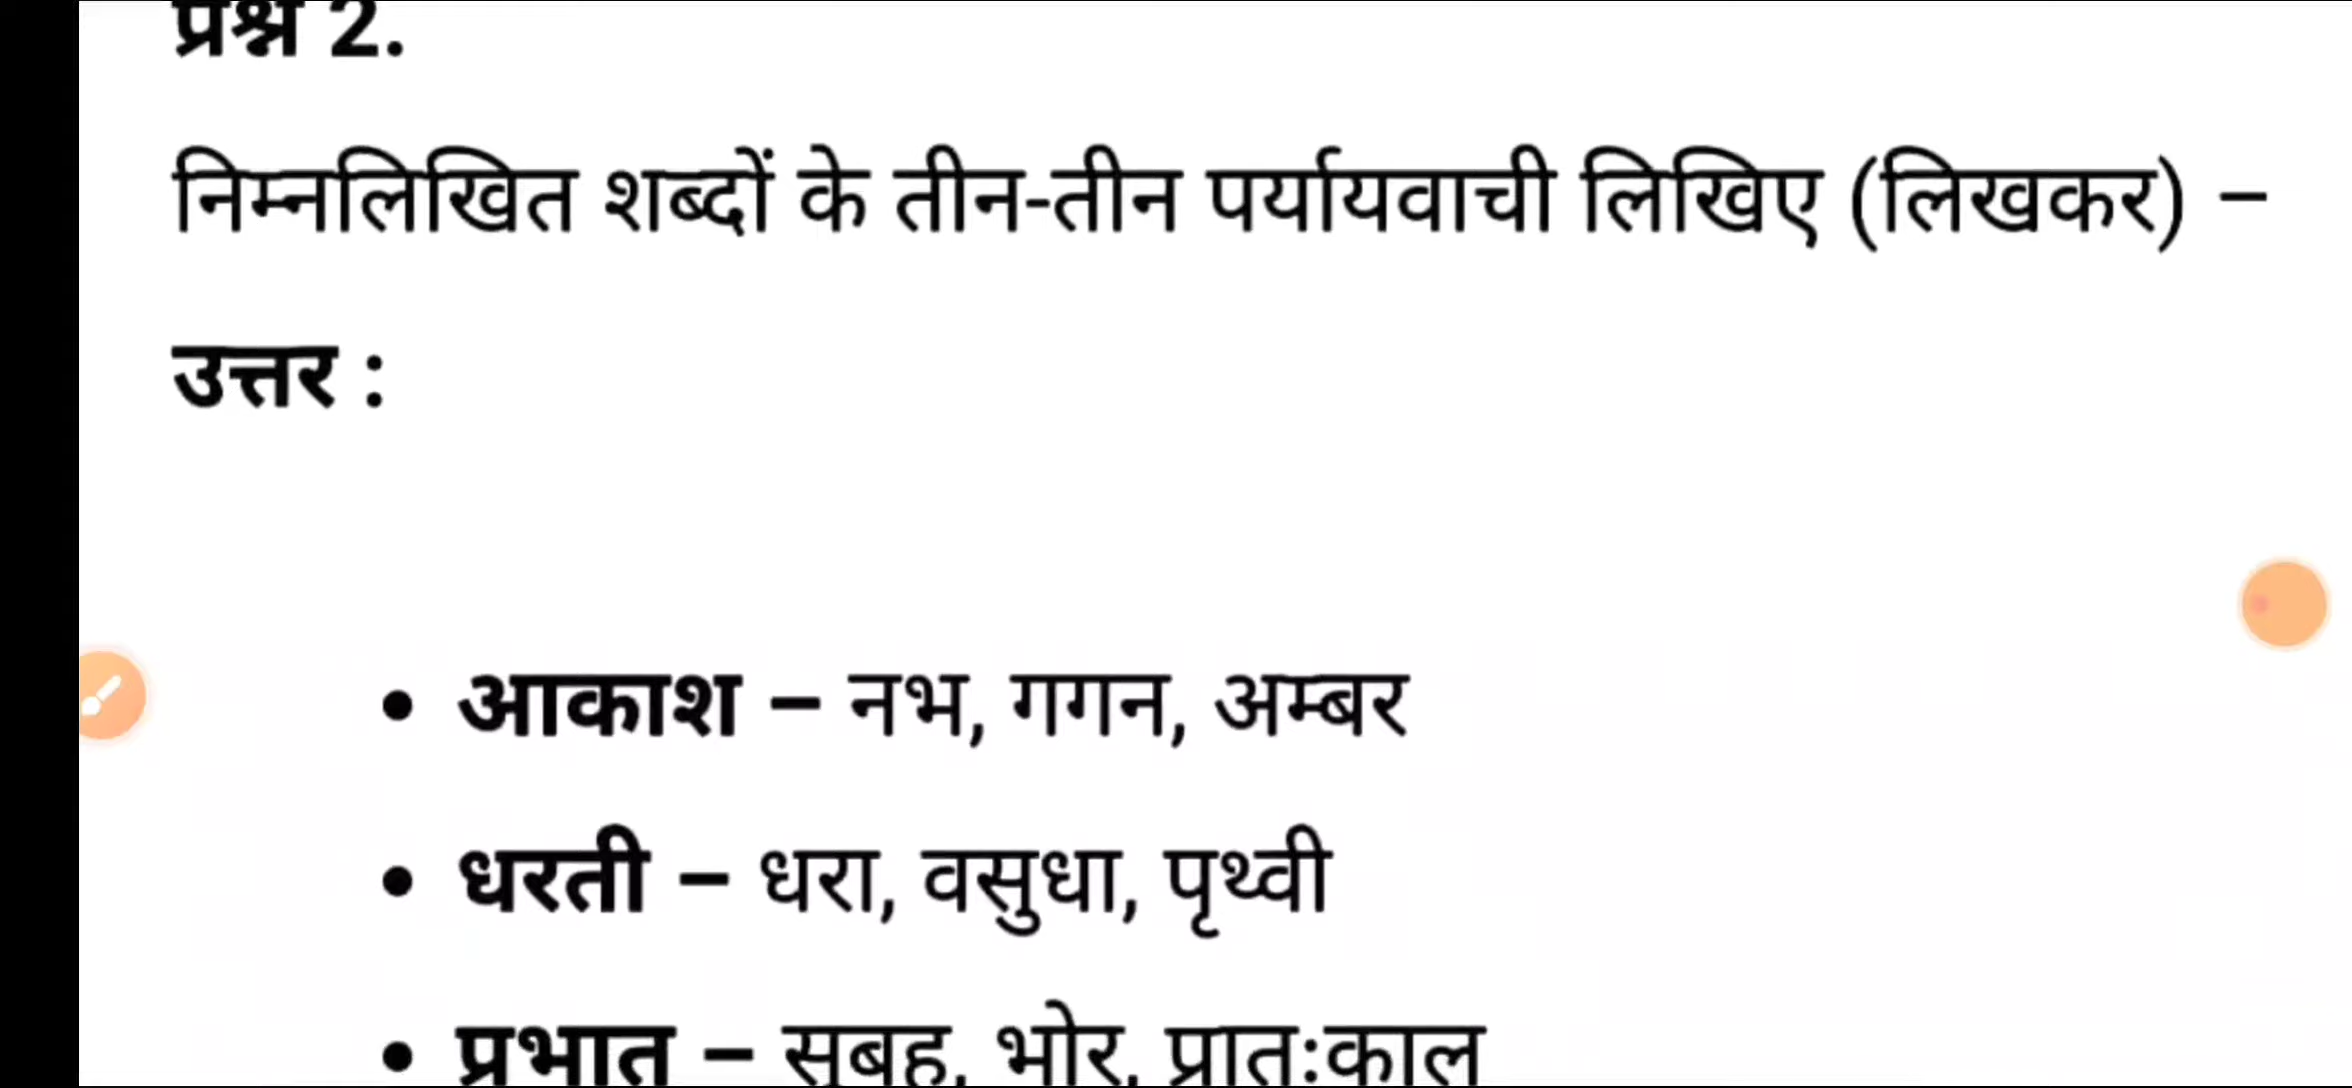 प्रश्न 2.
निम्नलिखित शब्दों के तीन-तीन पर्यायवाची लिखिए (लिखकर) –
उत्तर :
• आकाश – नभ, गगन, अम्बर
• धरती – धरा, वसुधा, पृथ्वी
• प्रभात – सुबह, भोर, प्रातःकाल